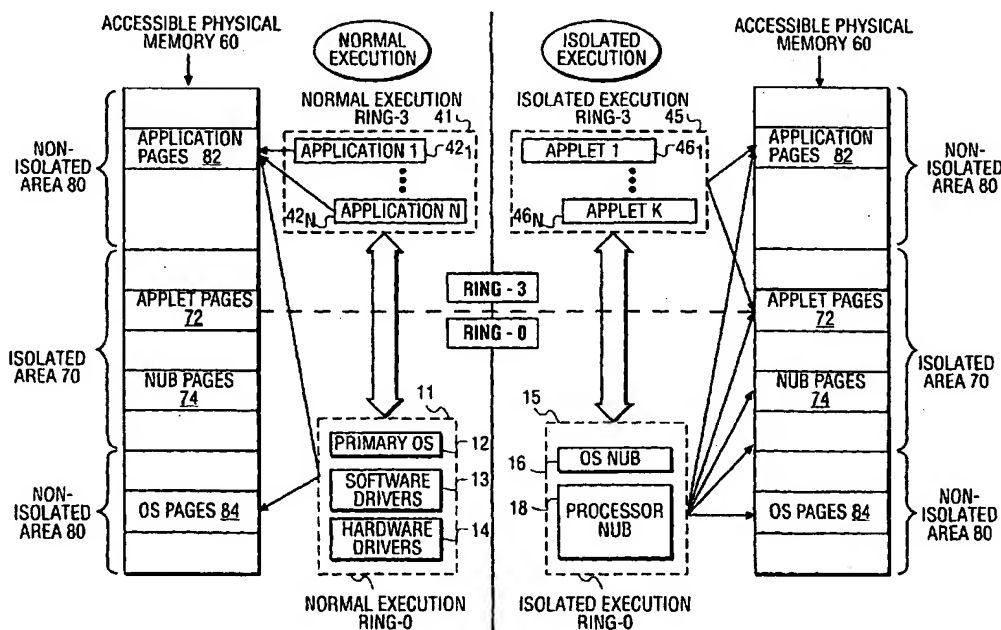 ACCESSIBLE PHYSICAL
MEMORY 60
NON-
ISOLATED
AREA 80
ISOLATED
AREA 70
NON-
ISOLATED
AREA 80
APPLICATION
PAGES 82
APPLET PAGES
72
NUB PAGES
74
OS PAGES 84
NORMAL
EXECUTION
NORMAL EXECUTION
RING-3
41
APPLICATION 1
42₁
42N
APPLICATION N
RING - 3
RING - 0
11
PRIMARY OS
12
SOFTWARE
DRIVERS
13
HARDWARE
DRIVERS
14
NORMAL EXECUTION
RING-0
ISOLATED
EXECUTION
ISOLATED EXECUTION
RING-3
45
APPLET 1
46₁
46N
APPLET K
15
16
OS NUB
18
PROCESSOR
NUB
ISOLATED EXECUTION
RING-0
ACCESSIBLE PHYSICAL
MEMORY 60
APPLICATION
PAGES 82
APPLET PAGES
72
NUB PAGES
74
OS PAGES 84
NON-
ISOLATED
AREA 80
ISOLATED
AREA 70
NON-
ISOLATED
AREA 80